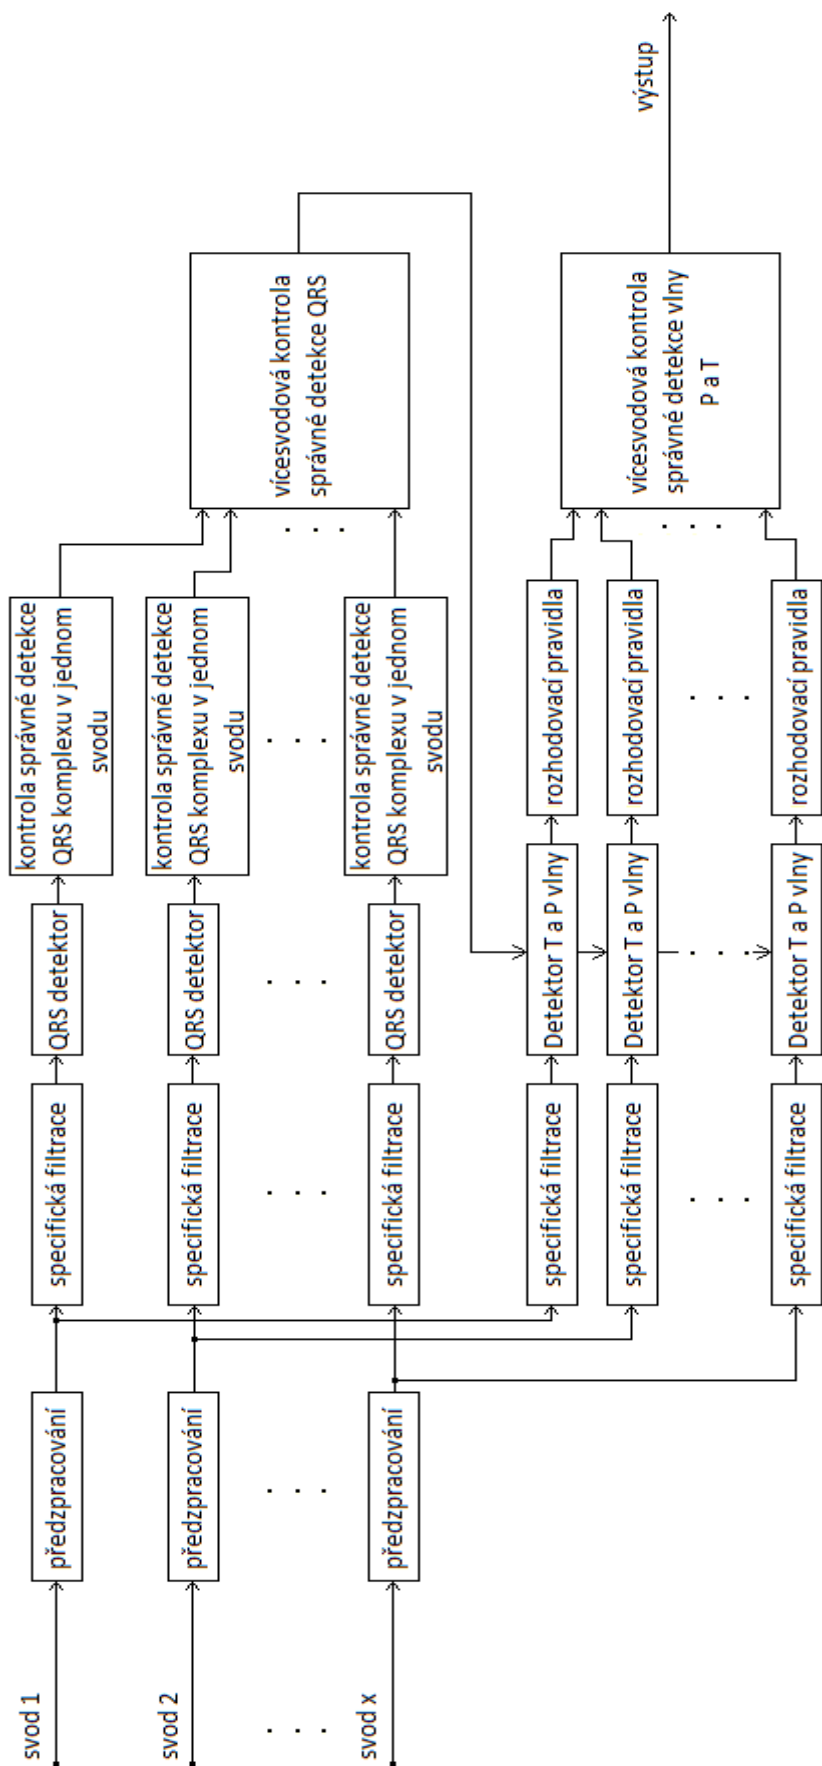 svod 1
předzpracování
specifická filtrace
QRS detektor
kontrola správné detekce
QRS komplexu v jednom
svodu
svod 2
předzpracování
specifická filtrace
QRS detektor
kontrola správné detekce
QRS komplexu v jednom
svodu
. . .
. . .
. . .
. . .
. . .
. . .
svod x
předzpracování
specifická filtrace
QRS detektor
kontrola správné detekce
QRS komplexu v jednom
svodu
vícesvodová kontrola
správné detekce QRS
specifická filtrace
Detektor T a P vlny
rozhodovací pravidla
specifická filtrace
Detektor T a P vlny
rozhodovací pravidla
. . .
. . .
. . .
. . .
specifická filtrace
Detektor T a P vlny
rozhodovací pravidla
vícesvodová kontrola
správné detekce vlny
P a T
výstup